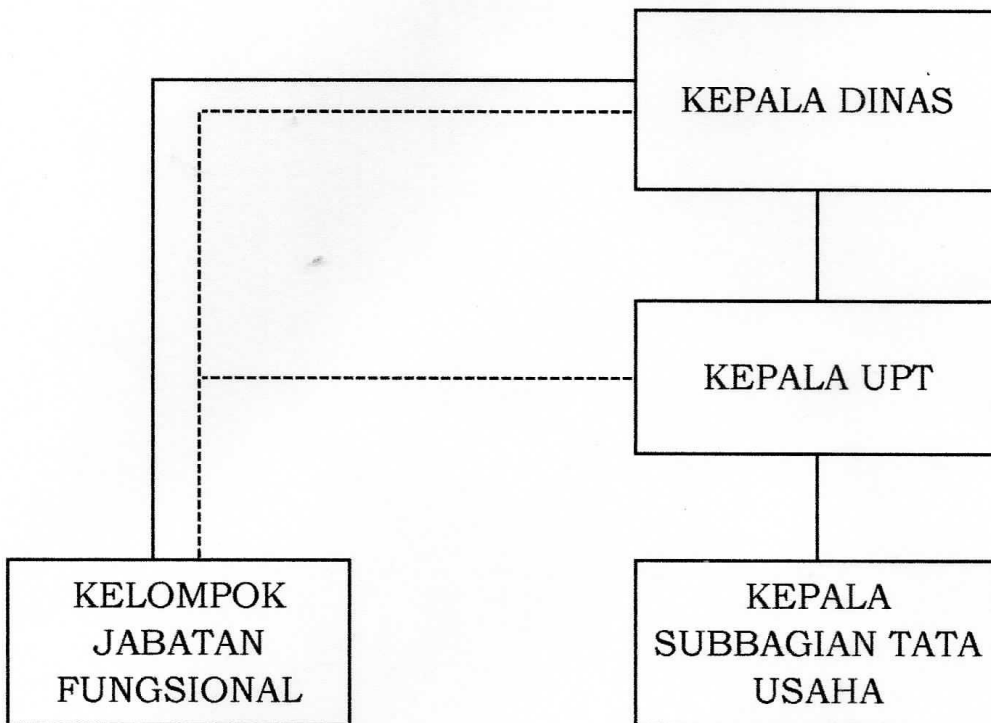 KEPALA DINAS
KEPALA UPT
KELOMPOK
JABATAN
FUNGSIONAL
KEPALA
SUBBAGIAN TATA
USAHA